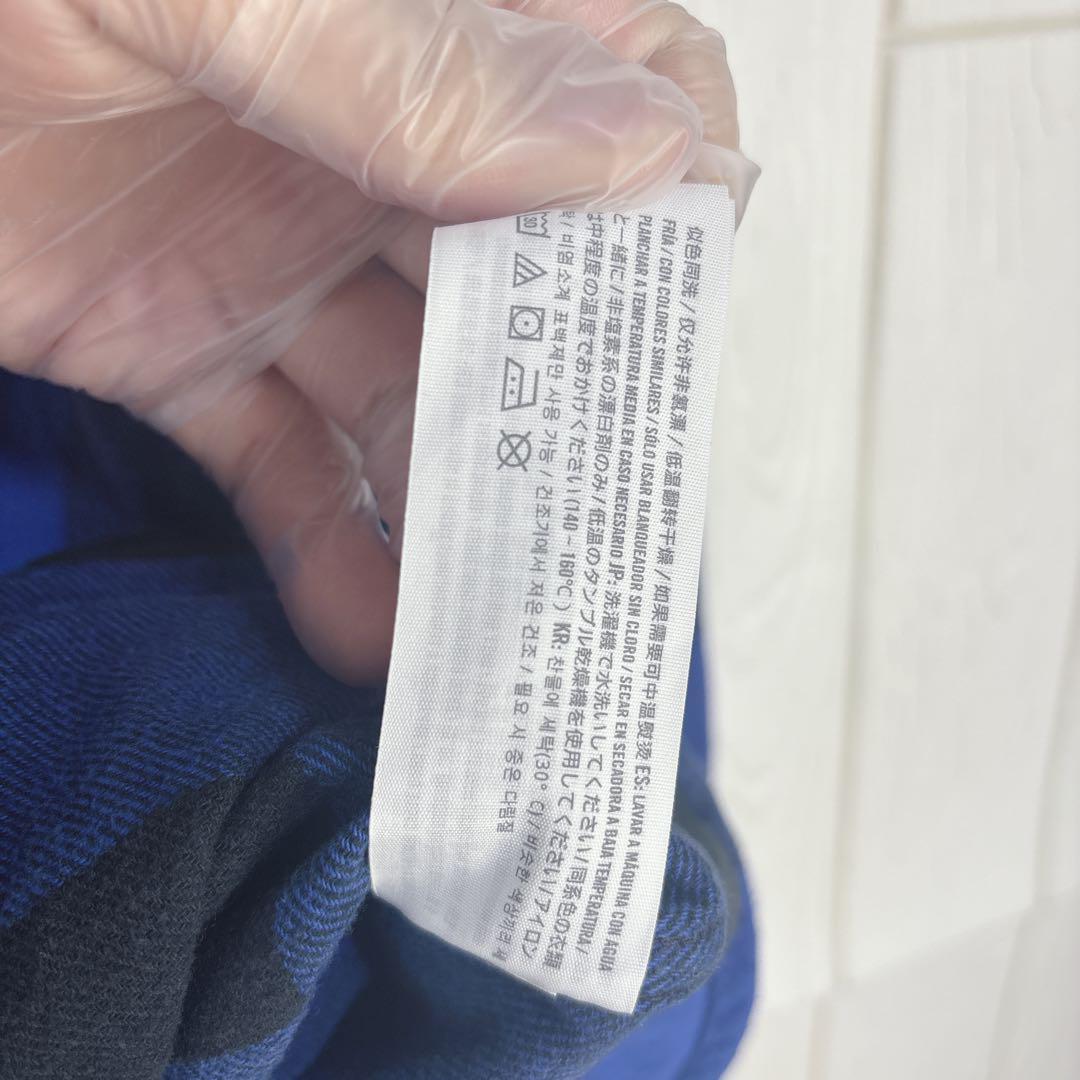 似色同洗 / 仅允许非氯漂 / 低温翻转干燥 / 如果需要可中温熨烫 ES: LAVAR A MÁQUINA CON AGUA
FRÍA / CON COLORES SIMILARES / SOLO USAR BLANQUEADOR SIN CLORO / SECAR EN SECADORA A BAJA TEMPERATURA /
PLANCHAR A TEMPERATURA MEDIA EN CASO NECESARIO JP: 洗濯機で水洗いしてください / 同系色の衣類
と一緒に / 非塩素系の漂白剤のみ / 低温のタンブル乾燥機を使用してください / アイロン
は中程度の温度でおかけください (140 - 160°C) KR: 찬물에 세탁(30° C) / 비슷한 색상끼리
/ 비염소계 표백제만 사용 가능 / 건조기에서 저온 건조 / 필요 시 중온 다림질
30